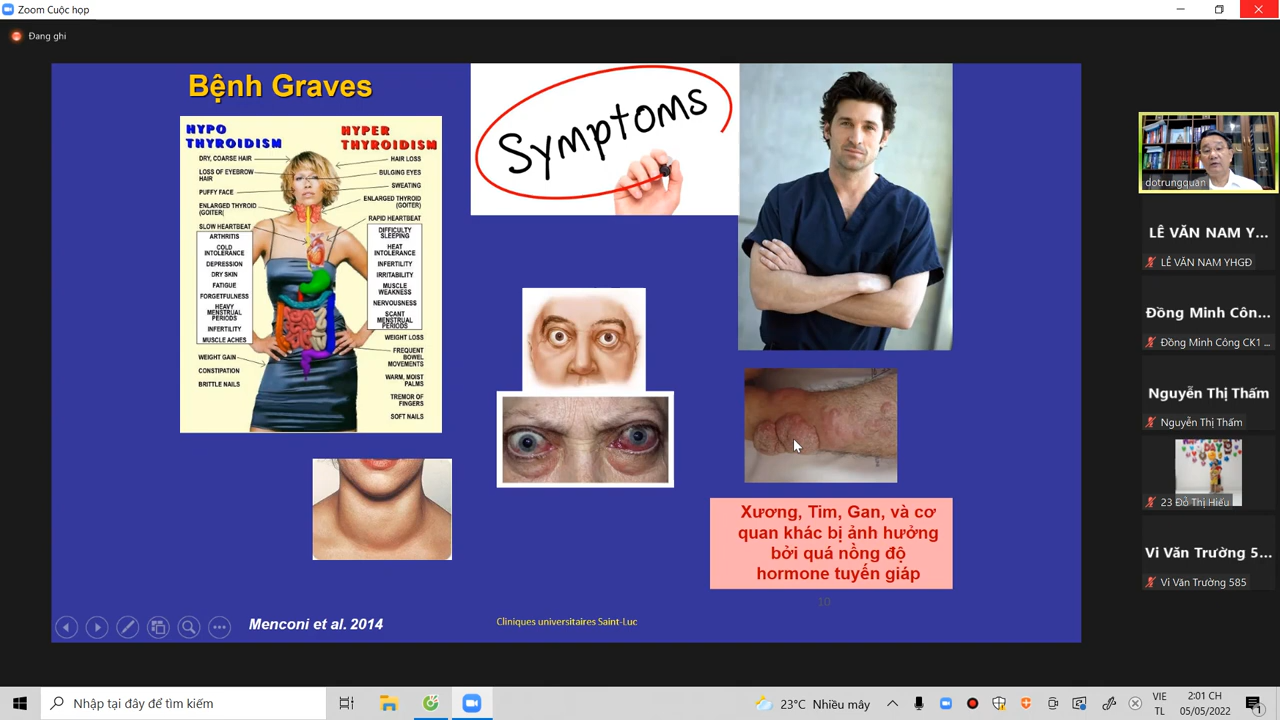 Zoom Cuộc họp
Đang ghi
Bệnh Graves
HYPO
THYROIDISM
DRY, COARSE HAIR
LOSS OF EYEBROW
HAIR
PUFFY FACE
ENLARGED THYROID
(GOITER(
SLOW HEARTBEAT
ARTHRITIS
COLD
INTOLERANCE
DEPRESSION
DRY SKIN
FATIGUE
FORGETFULNESS
HEAVY
MENSTRUAL
PERIODS
INFERTILITY
MUSCLE ACHES
WEIGHT GAIN
CONSTIPATION
BRITTLE NAILS
HYPER
THYROIDISM
HAIR LOSS
BULGING EYES
SWEATING
ENLARGED THYROID
(GOITER)
RAPID HEARTBEAT
DIFFICULTY
SLEEPING
HEAT
INTOLERANCE
INFERTILITY
IRRITABILITY
MUSCLE
WEAKNESS
NERVOUSNESS
SCANT
MENSTRUAL
PERIODS
WEIGHT LOSS
FREQUENT
BOWEL
MOVEMENTS
WARM, MOIST
PALMS
TREMOR OF
FINGERS
SOFT NAILS
Symptoms
Xương, Tim, Gan, và cơ
quan khác bị ảnh hưởng
bởi quá nồng độ
hormone tuyến giáp
10
Menconi et al. 2014
Cliniques universitaires Saint-Luc
dotrungquan
LÊ VĂN NAM Y...
LÊ VĂN NAM YHGĐ
Đồng Minh Côn...
Đồng Minh Công CK1 ...
Nguyễn Thị Thấm
Nguyễn Thị Thấm
23 Đỗ Thị Hiếu
Vi Văn Trường 5...
Vi Văn Trường 585
Nhập tại đây để tìm kiếm
23°C Nhiều mây
VIE
TL
2:01 CH
05/05/2022
1